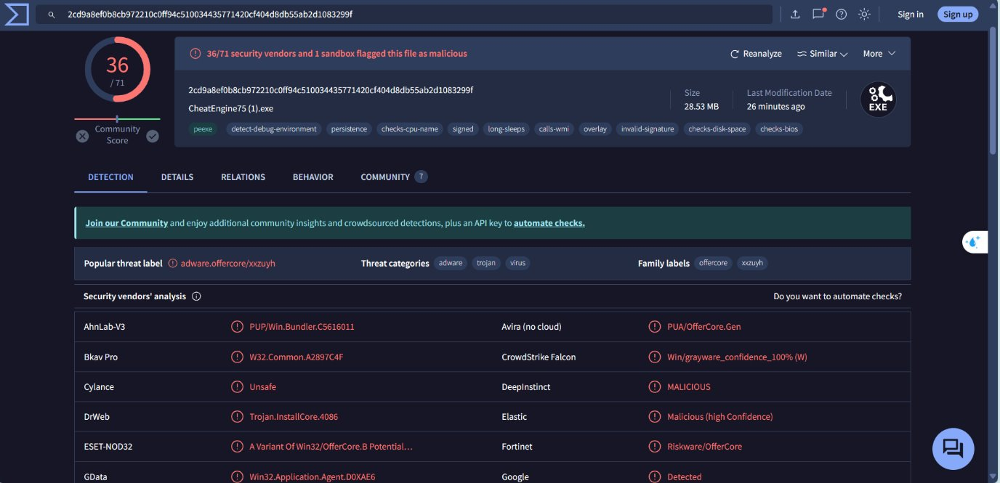 2cd9a8ef0b8cb972210c0ff94c510034435771420cf404d8db55ab2d1083299f
Sign in
Sign up
36
/ 71
Community
Score
36/71 security vendors and 1 sandbox flagged this file as malicious
Reanalyze
Similar
More
2cd9a8ef0b8cb972210c0ff94c510034435771420cf404d8db55ab2d1083299f
CheatEngine75 (1).exe
Size
28.53 MB
Last Modification Date
26 minutes ago
EXE
peexe
detect-debug-environment
persistence
checks-cpu-name
signed
long-sleeps
calls-wmi
overlay
invalid-signature
checks-disk-space
checks-bios
DETECTION
DETAILS
RELATIONS
BEHAVIOR
COMMUNITY 7
Join our Community and enjoy additional community insights and crowdsourced detections, plus an API key to automate checks.
Popular threat label adware.offercore/xxzuyh
Threat categories adware trojan virus
Family labels offercore xxzuyh
Security vendors' analysis
Do you want to automate checks?
AhnLab-V3 PUP/Win.Bundler.C5616011
Avira (no cloud) PUA/OfferCore.Gen
Bkav Pro W32.Common.A2897C4F
CrowdStrike Falcon Win/grayware_confidence_100% (W)
Cylance Unsafe
DeepInstinct MALICIOUS
DrWeb Trojan.InstallCore.4086
Elastic Malicious (high Confidence)
ESET-NOD32 A Variant Of Win32/OfferCore.B Potential...
Fortinet Riskware/OfferCore
GData Win32.Application.Agent.D0XAE6
Google Detected